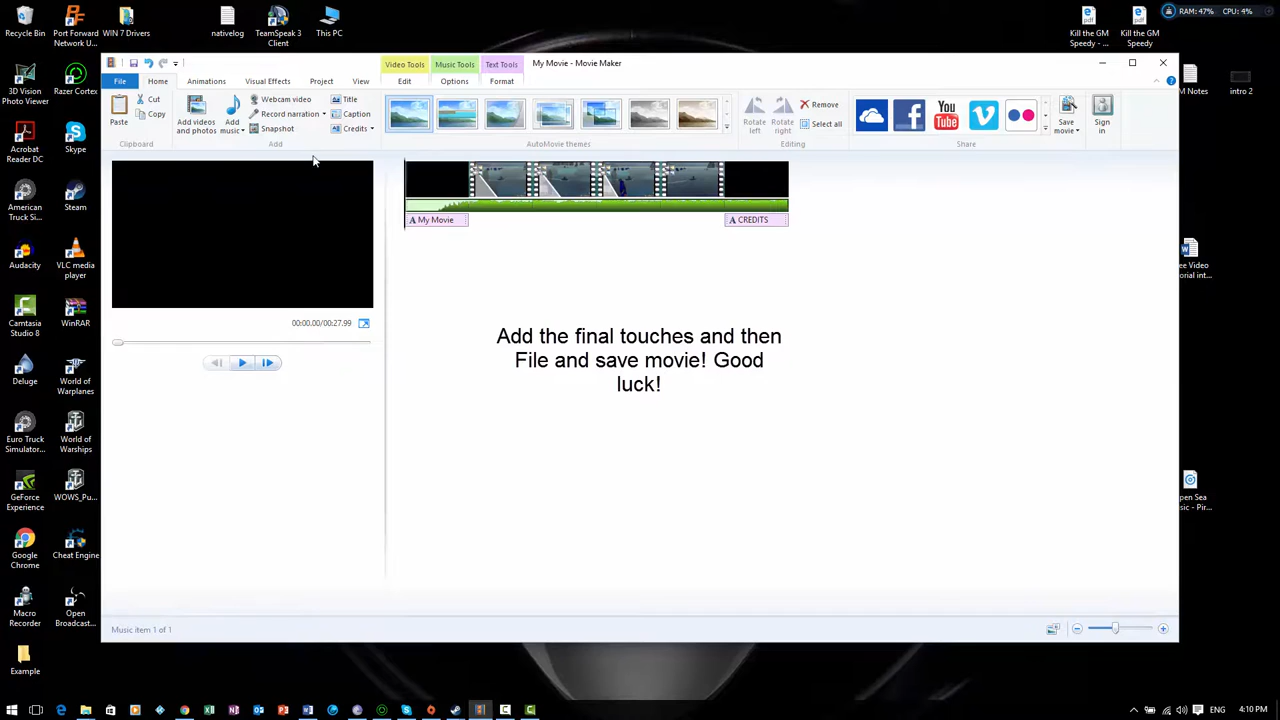 Recycle Bin
Port Forward
Network U...
WIN 7 Drivers
nativelog
TeamSpeak 3
Client
This PC
Kill the GM
Speedy - ...
Kill the GM
Speedy
RAM: 47% CPU: 4%
3D Vision
Photo Viewer
Razer Cortex
Acrobat
Reader DC
Skype
American
Truck Si...
Steam
Audacity
VLC media
player
Camtasia
Studio 8
WinRAR
Deluge
World of
Warplanes
Euro Truck
Simulator...
World of
Warships
GeForce
Experience
WOWS_Pu...
Google
Chrome
Cheat Engine
Macro
Recorder
Open
Broadcast...
Example
intro 2
Video Tools
Music Tools
Text Tools
My Movie - Movie Maker
File
Home
Animations
Visual Effects
Project
View
Edit
Options
Format
Paste
Cut
Copy
Clipboard
Add videos
and photos
Add
music
Webcam video
Record narration
Snapshot
Title
Caption
Credits
Add
AutoMovie themes
Rotate
left
Rotate
right
Remove
Select all
Editing
You
Tube
Share
Save
movie
Sign
in
A My Movie
A CREDITS
00:00.00/00:27.99
Add the final touches and then
File and save movie! Good
luck!
Music item 1 of 1
ENG
4:10 PM